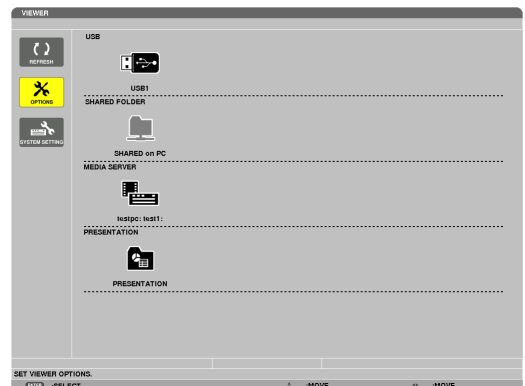 VIEWER
REFRESH
OPTIONS
SYSTEM SETTING
USB
USB1
SHARED FOLDER
SHARED on PC
MEDIA SERVER
testpc: test1:
PRESENTATION
PRESENTATION
SET VIEWER OPTIONS.
ENTER :SELECT :MOVE :MOVE